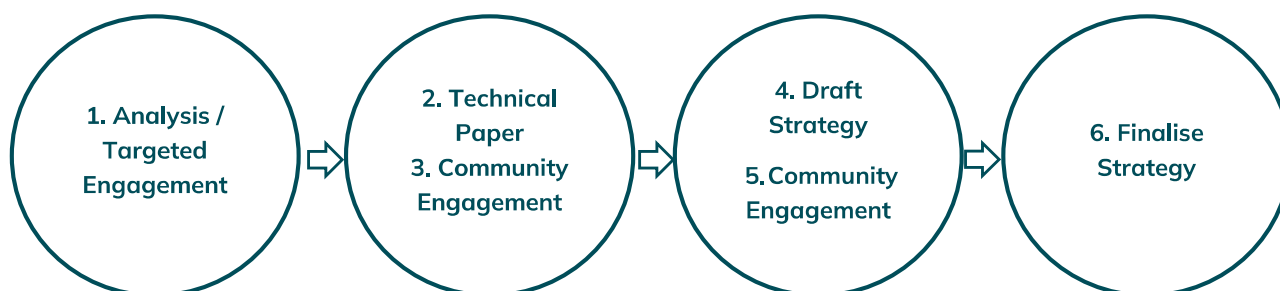 1. Analysis /
Targeted
Engagement
2. Technical
Paper
3. Community
Engagement
4. Draft
Strategy
5. Community
Engagement
6. Finalise
Strategy